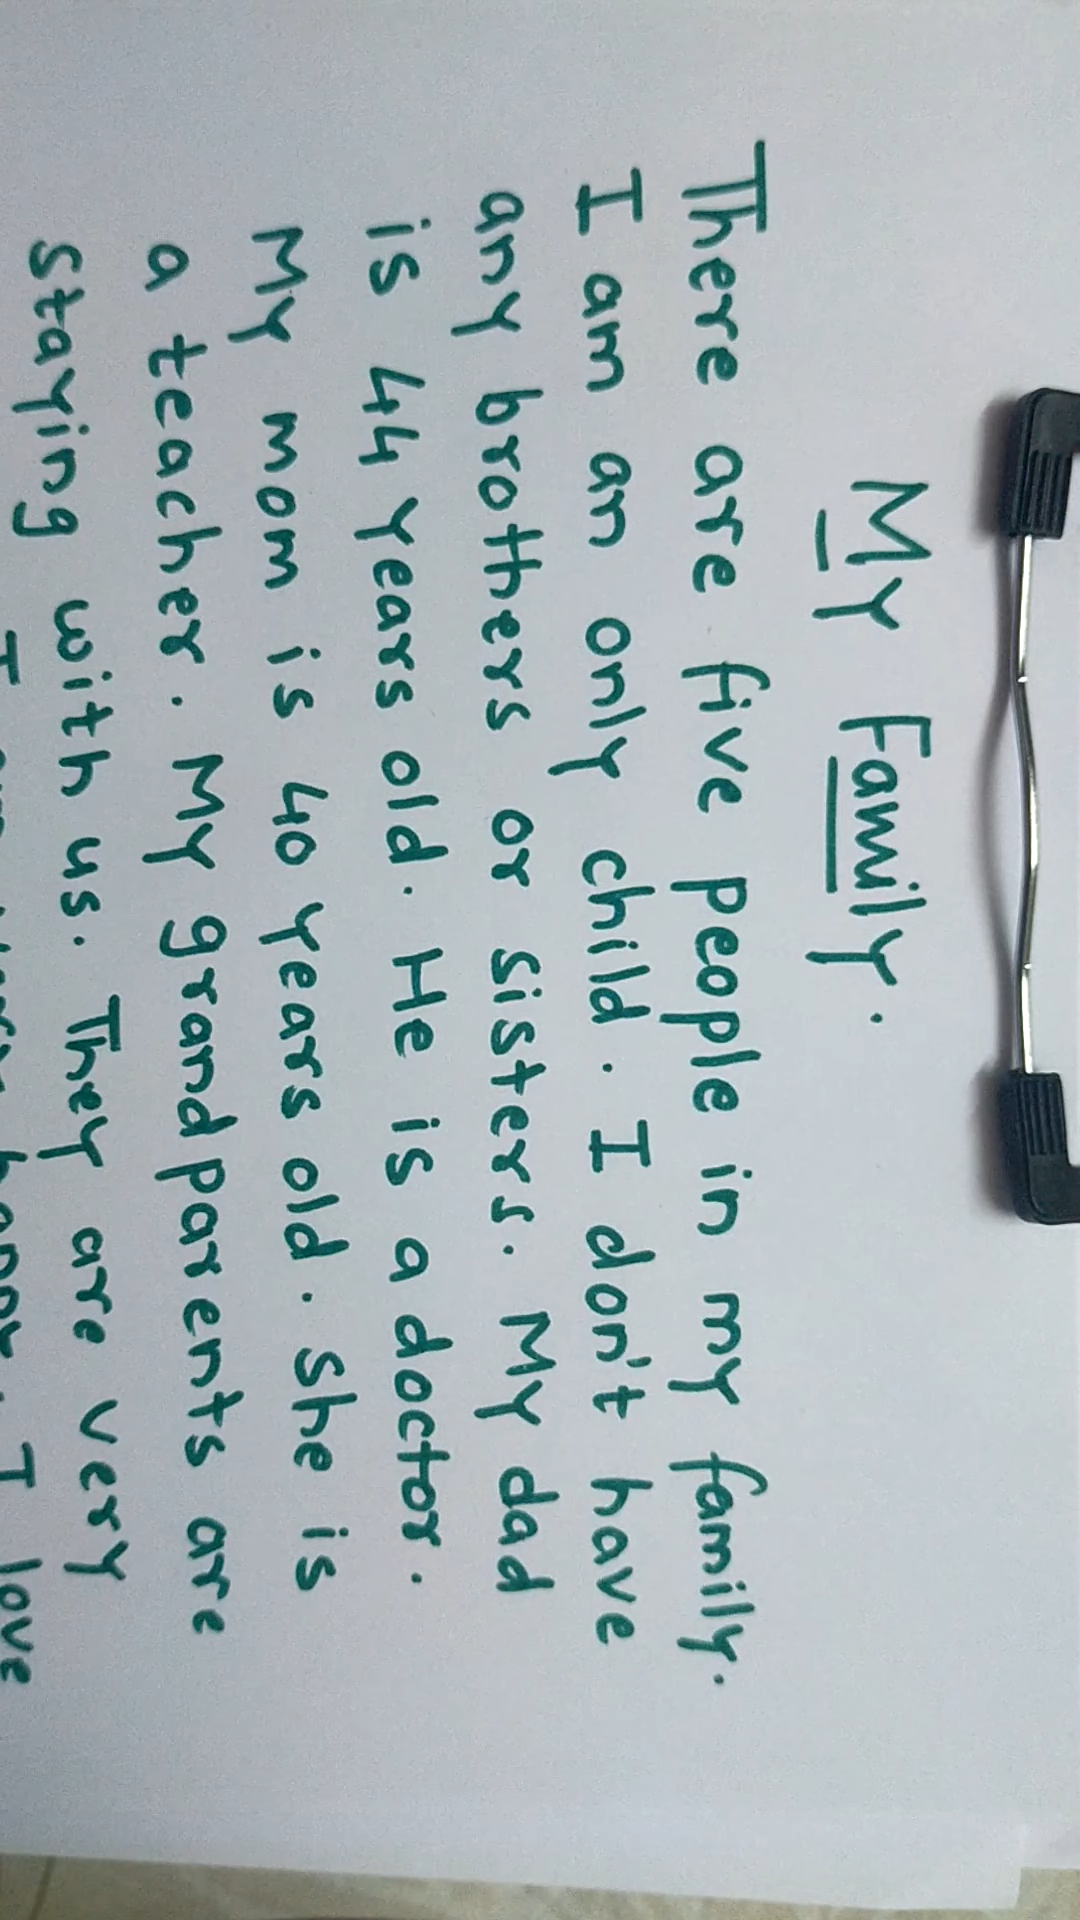 My Family.
There are five people in my family.
I am an only child. I don't have
any brothers or sisters. My dad
is 44 years old. He is a doctor.
My mom is 40 years old. She is
a teacher. My grandparents are
staying with us. They are very
I love